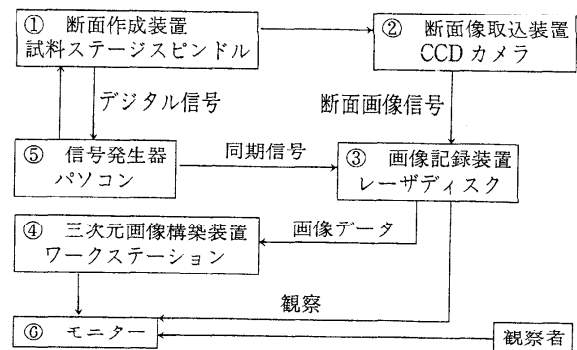 ① 断面作成装置
試料ステージスピンドル
② 断面像取込装置
CCD カメラ
デジタル信号
断面画像信号
⑤ 信号発生器
パソコン
同期信号
③ 画像記録装置
レーザディスク
④ 三次元画像構築装置
ワークステーション
画像データ
観察
⑥ モニター
観察者